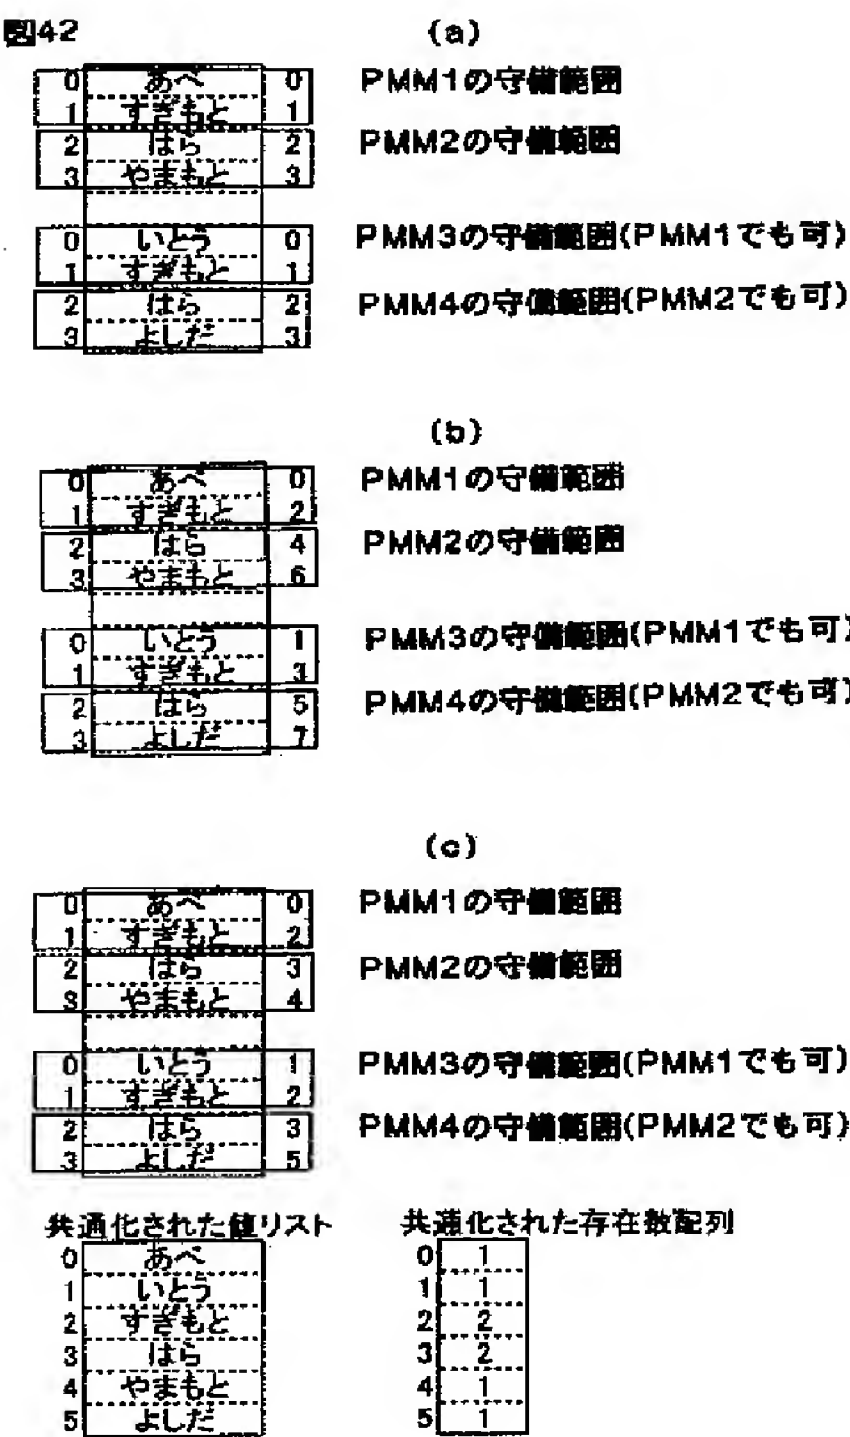 図42
(a)
0 あべ 0 PMM1の守備範囲
1 すぎもと 1
2 はら 2 PMM2の守備範囲
3 やまもと 3
0 いとう 0 PMM3の守備範囲(PMM1でも可)
1 すぎもと 1
2 はら 2 PMM4の守備範囲(PMM2でも可)
3 よしだ 3
(b)
0 あべ 0 PMM1の守備範囲
1 すぎもと 2
2 はら 4 PMM2の守備範囲
3 やまもと 6
0 いとう 1 PMM3の守備範囲(PMM1でも可)
1 すぎもと 3
2 はら 5 PMM4の守備範囲(PMM2でも可)
3 よしだ 7
(c)
0 あべ 0 PMM1の守備範囲
1 すぎもと 2
2 はら 3 PMM2の守備範囲
3 やまもと 4
0 いとう 1 PMM3の守備範囲(PMM1でも可)
1 すぎもと 2
2 はら 3 PMM4の守備範囲(PMM2でも可)
3 よしだ 5
共通化された値リスト 共通化された存在数配列
0 あべ 0 1
1 いとう 1 1
2 すぎもと 2 2
3 はら 3 2
4 やまもと 4 1
5 よしだ 5 1